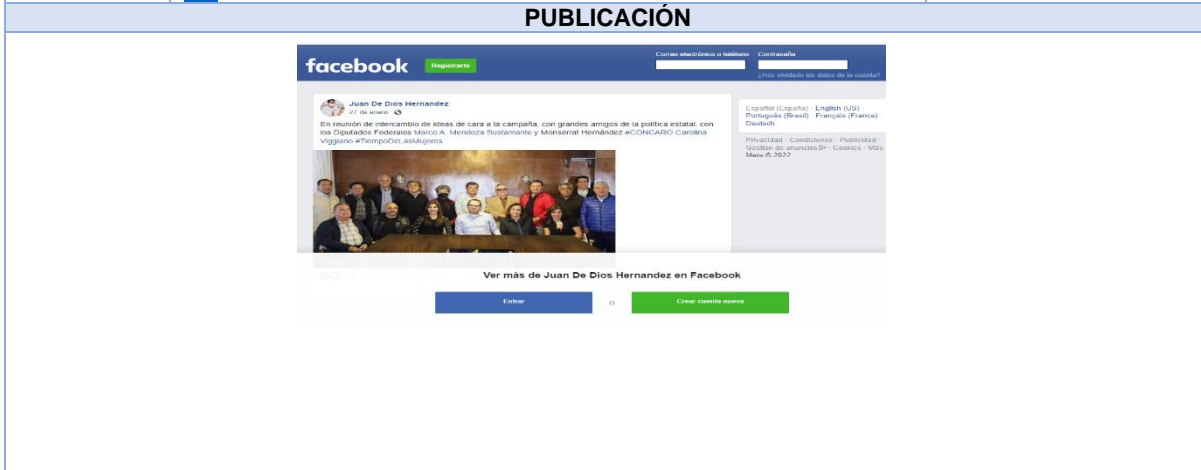 PUBLICACIÓN
facebook
Registrarte
Correo electrónico o teléfono
Contraseña
¿Has olvidado los datos de la cuenta?
Juan De Dios Hernandez
27 de enero
En reunión de intercambio de ideas de cara a la campaña, con grandes amigos de la política estatal, con
los Diputados Federales Marco A. Mendoza Bustamante y Monserrat Hernández #CONCARO Carolina
Viggiano #TiempoDeLasMujeres
Español (España) · English (US) ·
Português (Brasil) · Français (France) ·
Deutsch
Privacidad · Condiciones · Publicidad ·
Gestión de anuncios · Cookies · Más
Meta © 2022
Ver más de Juan De Dios Hernandez en Facebook
Entrar
o
Crear cuenta nueva